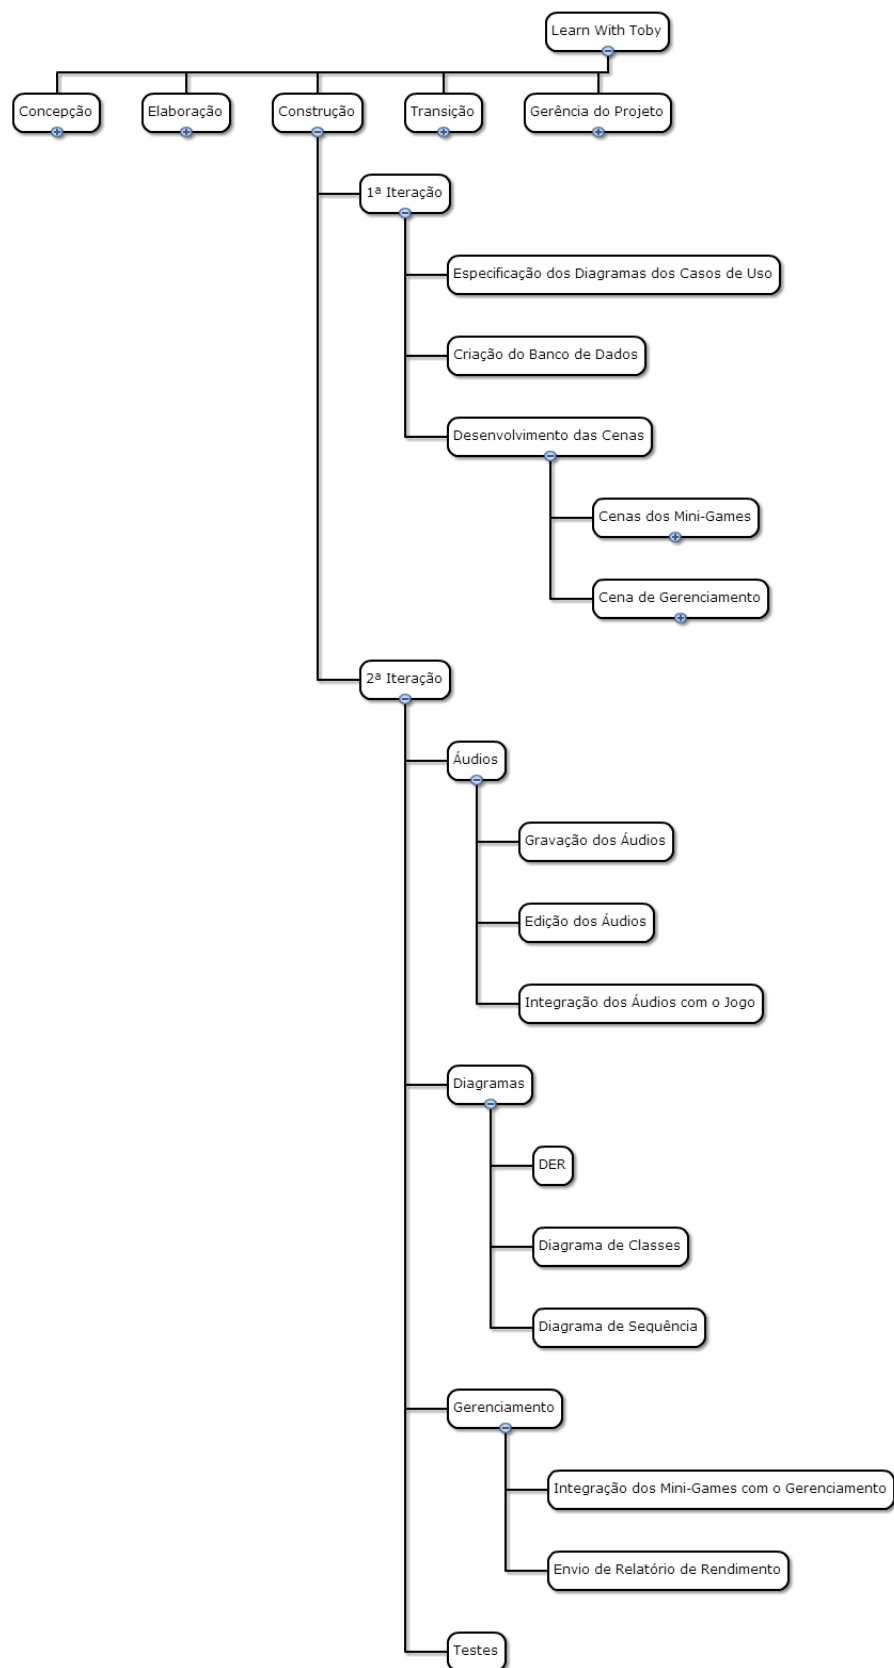 Learn With Toby
Concepção
Elaboração
Construção
Transição
Gerência do Projeto
1ª Iteração
Especificação dos Diagramas dos Casos de Uso
Criação do Banco de Dados
Desenvolvimento das Cenas
Cenas dos Mini-Games
Cena de Gerenciamento
2ª Iteração
Áudios
Gravação dos Áudios
Edição dos Áudios
Integração dos Áudios com o Jogo
Diagramas
DER
Diagrama de Classes
Diagrama de Sequência
Gerenciamento
Integração dos Mini-Games com o Gerenciamento
Envio de Relatório de Rendimento
Testes